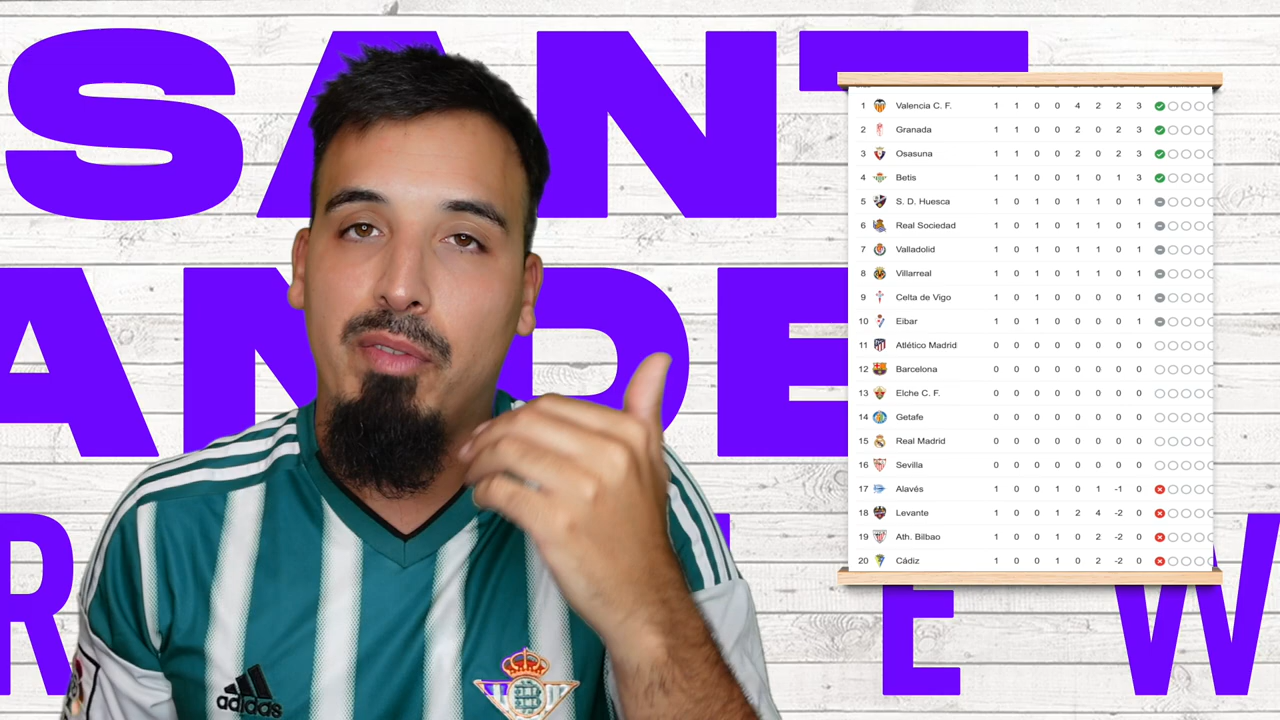 SANT
ANDE
R E W
1 Valencia C. F. 1 1 0 0 4 2 2 3
2 Granada 1 1 0 0 2 0 2 3
3 Osasuna 1 1 0 0 2 0 2 3
4 Betis 1 1 0 0 1 0 1 3
5 S. D. Huesca 1 0 1 0 1 1 0 1
6 Real Sociedad 1 0 1 0 1 1 0 1
7 Valladolid 1 0 1 0 1 1 0 1
8 Villarreal 1 0 1 0 1 1 0 1
9 Celta de Vigo 1 0 1 0 0 0 0 1
10 Eibar 1 0 1 0 0 0 0 1
11 Atlético Madrid 0 0 0 0 0 0 0 0
12 Barcelona 0 0 0 0 0 0 0 0
13 Elche C. F. 0 0 0 0 0 0 0 0
14 Getafe 0 0 0 0 0 0 0 0
15 Real Madrid 0 0 0 0 0 0 0 0
16 Sevilla 0 0 0 0 0 0 0 0
17 Alavés 1 0 0 1 0 1 -1 0
18 Levante 1 0 0 1 2 4 -2 0
19 Ath. Bilbao 1 0 0 1 0 2 -2 0
20 Cádiz 1 0 0 1 0 2 -2 0
adidas